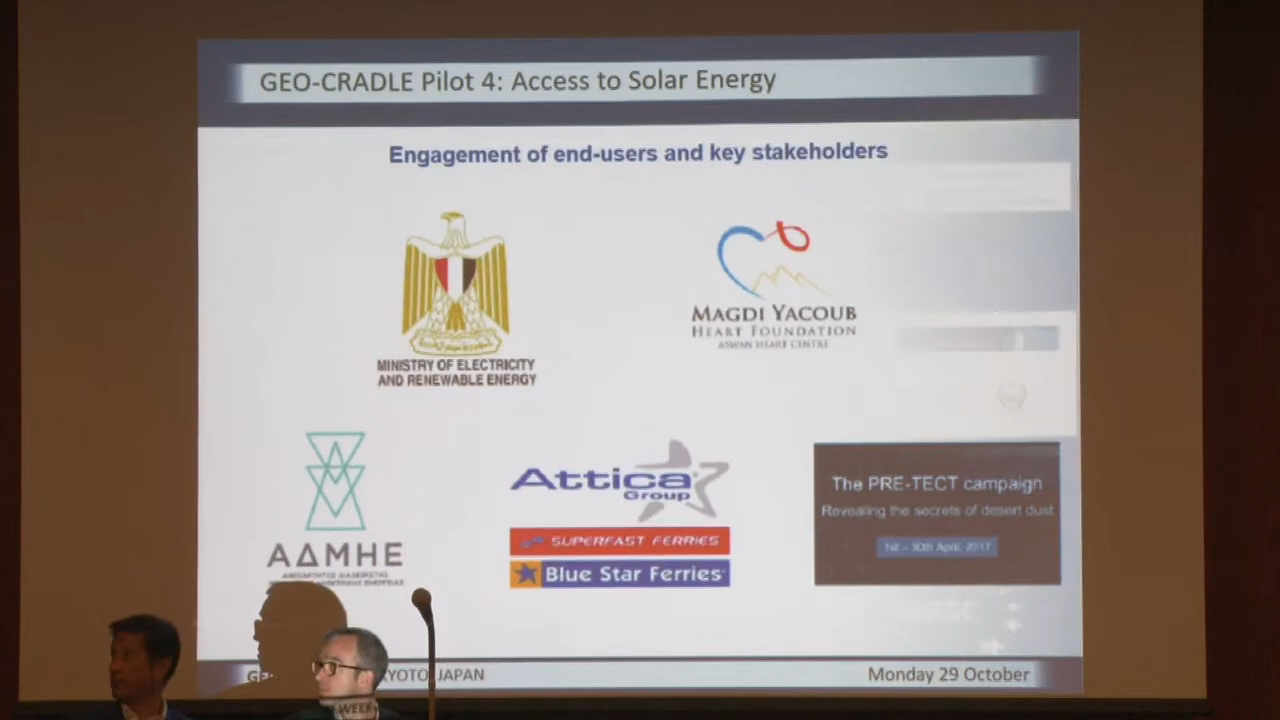 GEO-CRADLE Pilot 4: Access to Solar Energy
Engagement of end-users and key stakeholders
MINISTRY OF ELECTRICITY
AND RENEWABLE ENERGY
MAGDI YACOUB
HEART FOUNDATION
ASWAN HEART CENTRE
ΑΔΜΗΕ
Attica
Group
SUPERFAST FERRIES
Blue Star Ferries
The PRE-TECT campaign
Revealing the secrets of desert dust
1st – 30th April, 2017
WEEK
KYOTO JAPAN
Monday 29 October